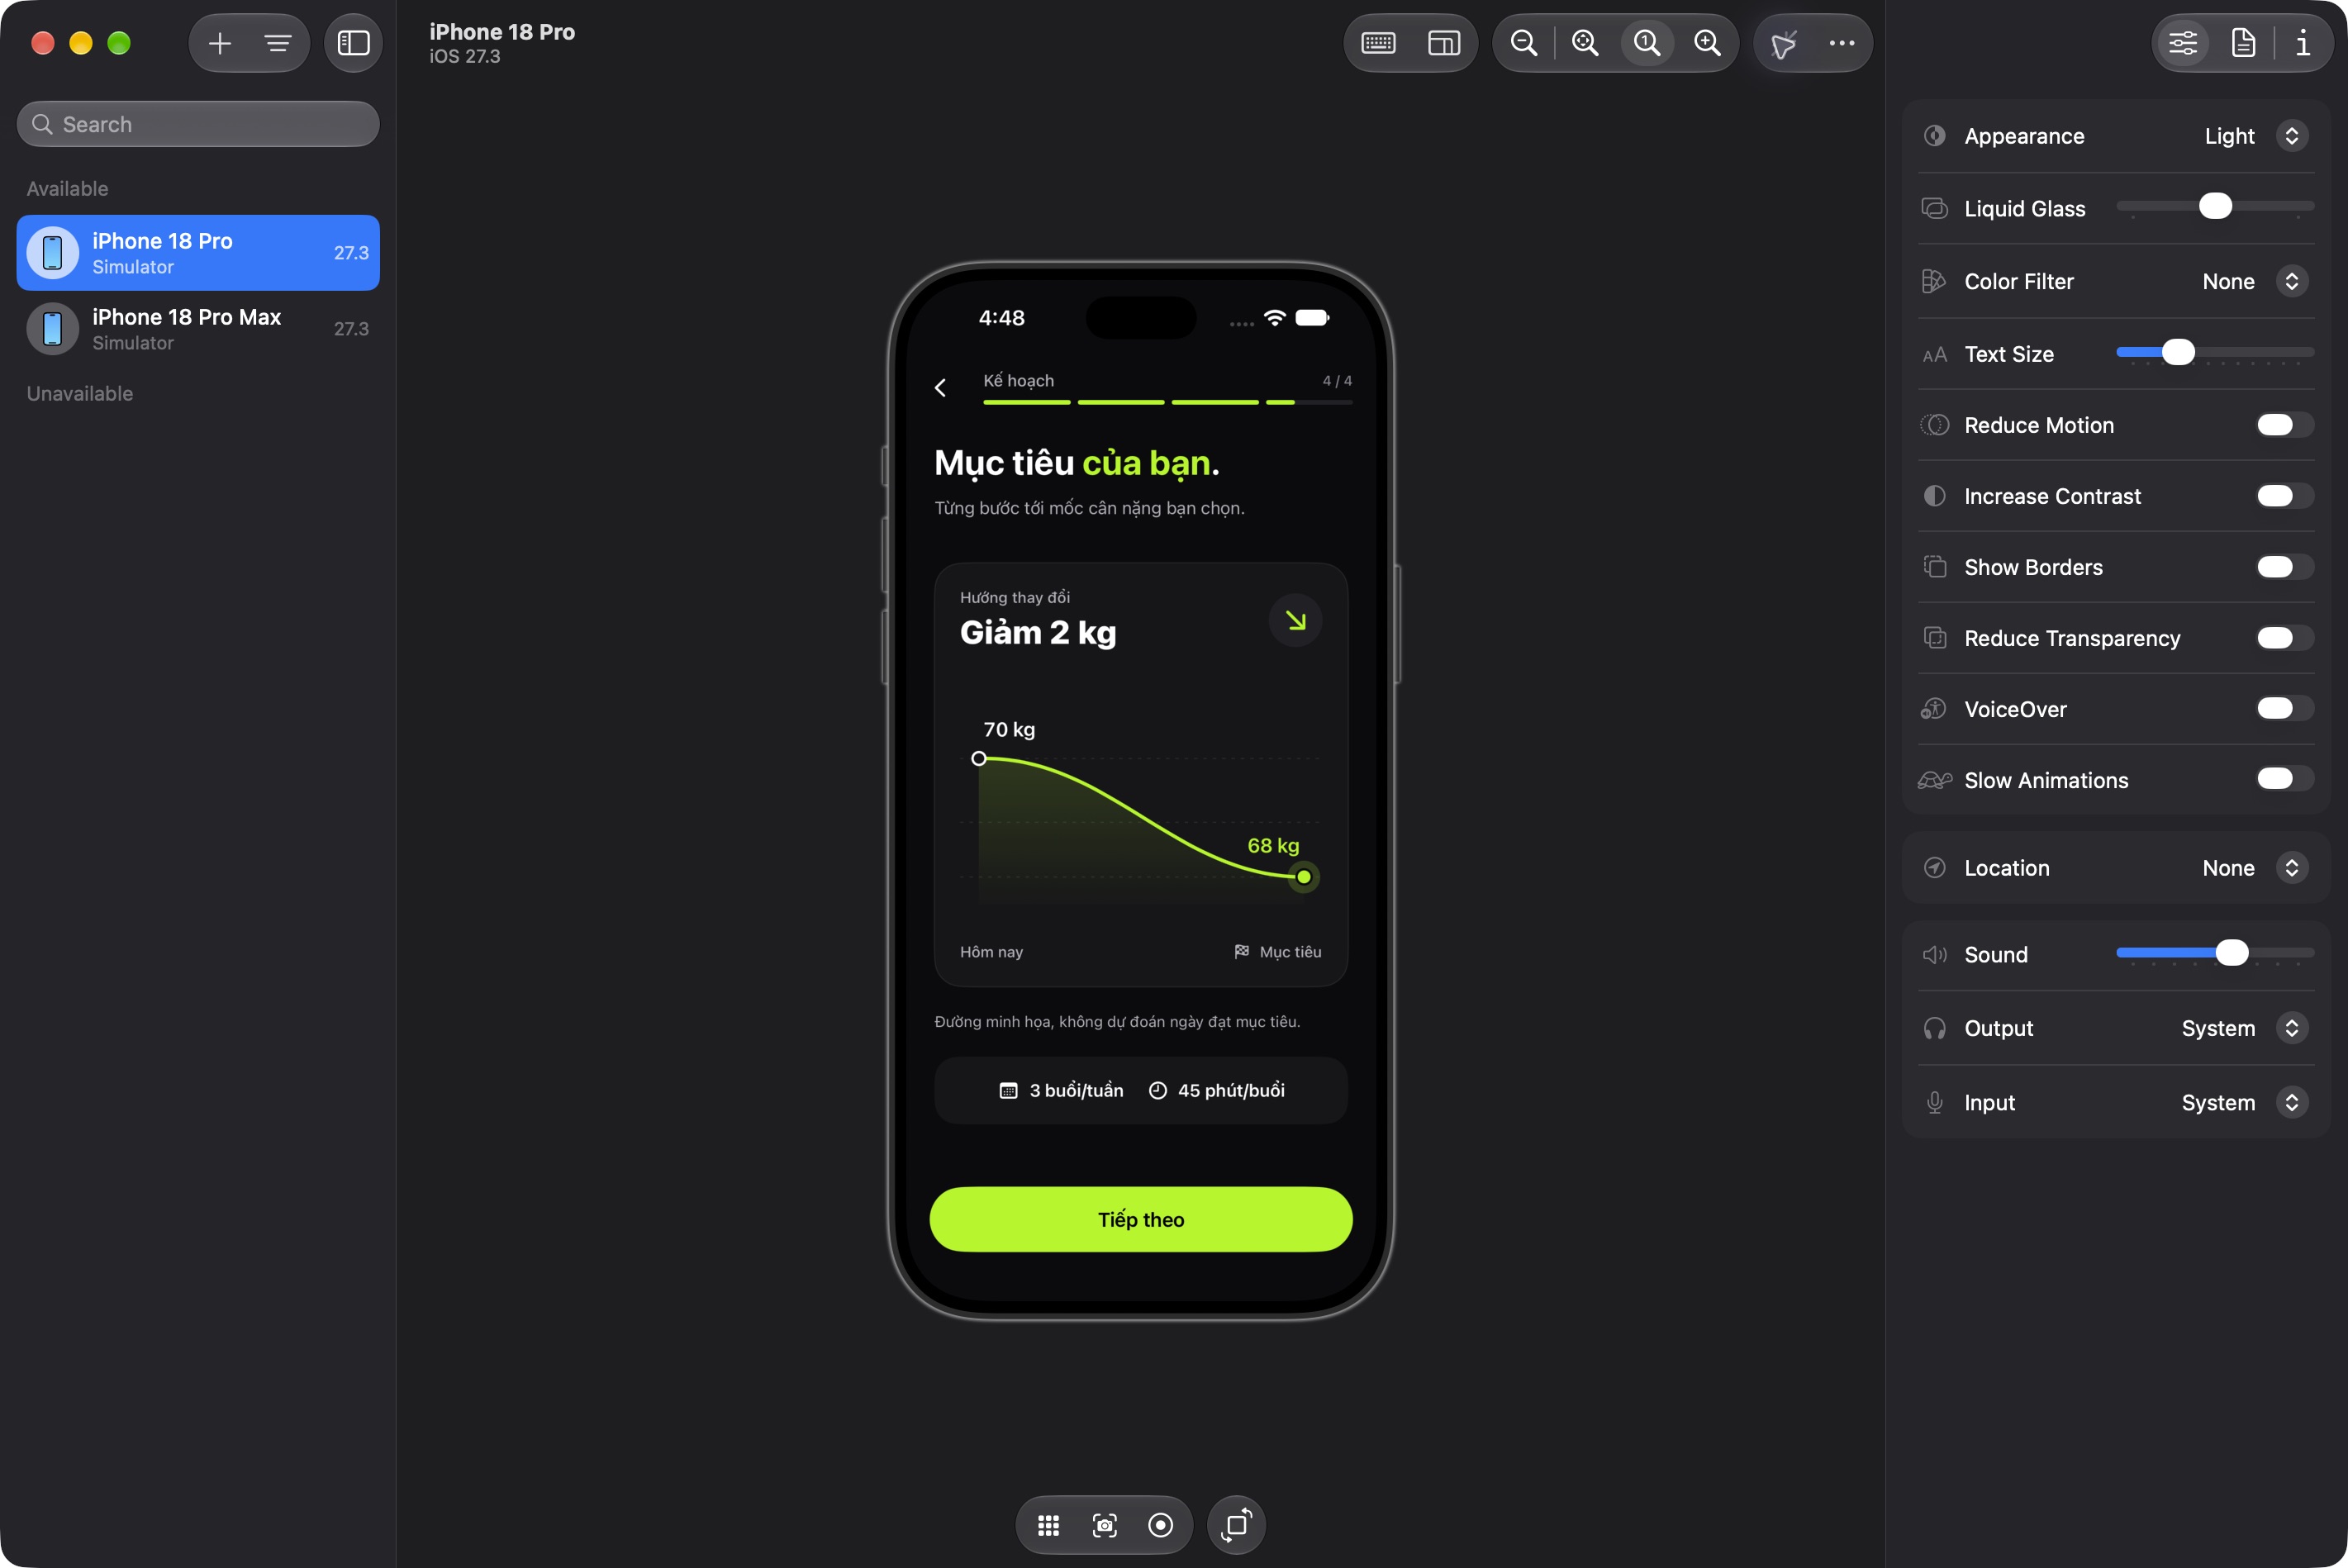 iPhone 18 Pro
iOS 27.3
Search
Available
iPhone 18 Pro
Simulator
27.3
iPhone 18 Pro Max
Simulator
27.3
Unavailable
4:48
Kế hoạch
4 / 4
Mục tiêu của bạn.
Từng bước tới mốc cân nặng bạn chọn.
Hướng thay đổi
Giảm 2 kg
70 kg
68 kg
Hôm nay
Mục tiêu
Đường minh họa, không dự đoán ngày đạt mục tiêu.
3 buổi/tuần
45 phút/buổi
Tiếp theo
Appearance
Light
Liquid Glass
Color Filter
None
Text Size
Reduce Motion
Increase Contrast
Show Borders
Reduce Transparency
VoiceOver
Slow Animations
Location
None
Sound
Output
System
Input
System